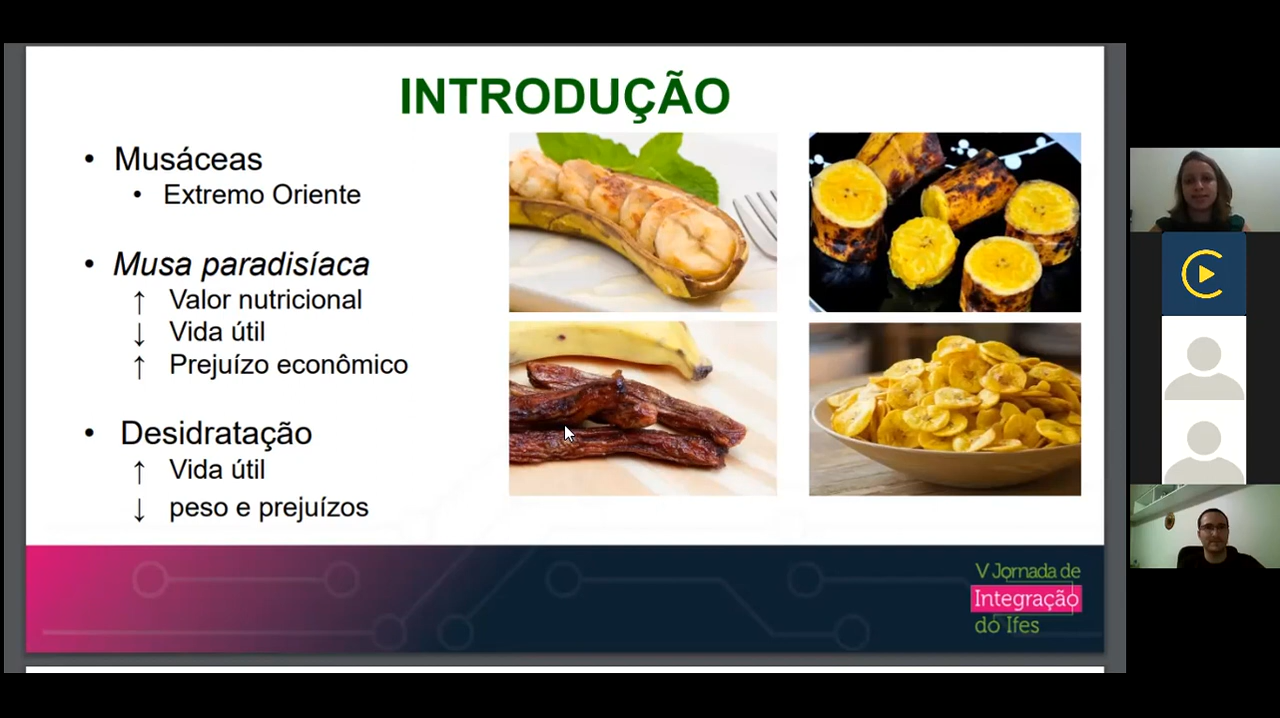 INTRODUÇÃO
• Musáceas
• Extremo Oriente
• Musa paradisíaca
↑ Valor nutricional
↓ Vida útil
↑ Prejuízo econômico
• Desidratação
↑ Vida útil
↓ peso e prejuízos
V Jornada de
Integração
do Ifes